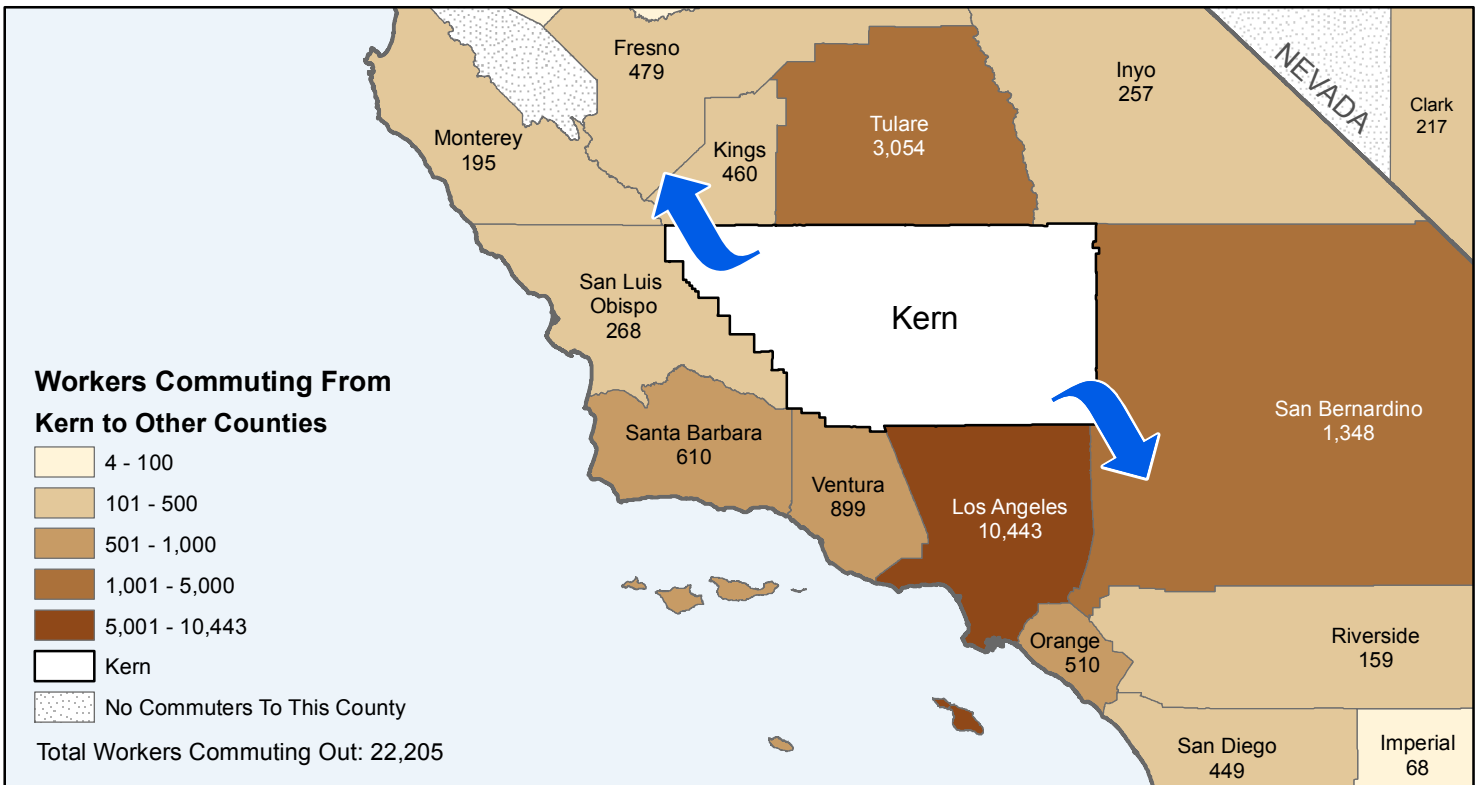 Fresno
479
Inyo
257
NEVADA
Clark
217
Monterey
195
Kings
460
Tulare
3,054
San Luis
Obispo
268
Kern
San Bernardino
1,348
Santa Barbara
610
Ventura
899
Los Angeles
10,443
Orange
510
Riverside
159
San Diego
449
Imperial
68
Workers Commuting From
Kern to Other Counties
4 - 100
101 - 500
501 - 1,000
1,001 - 5,000
5,001 - 10,443
Kern
No Commuters To This County
Total Workers Commuting Out: 22,205